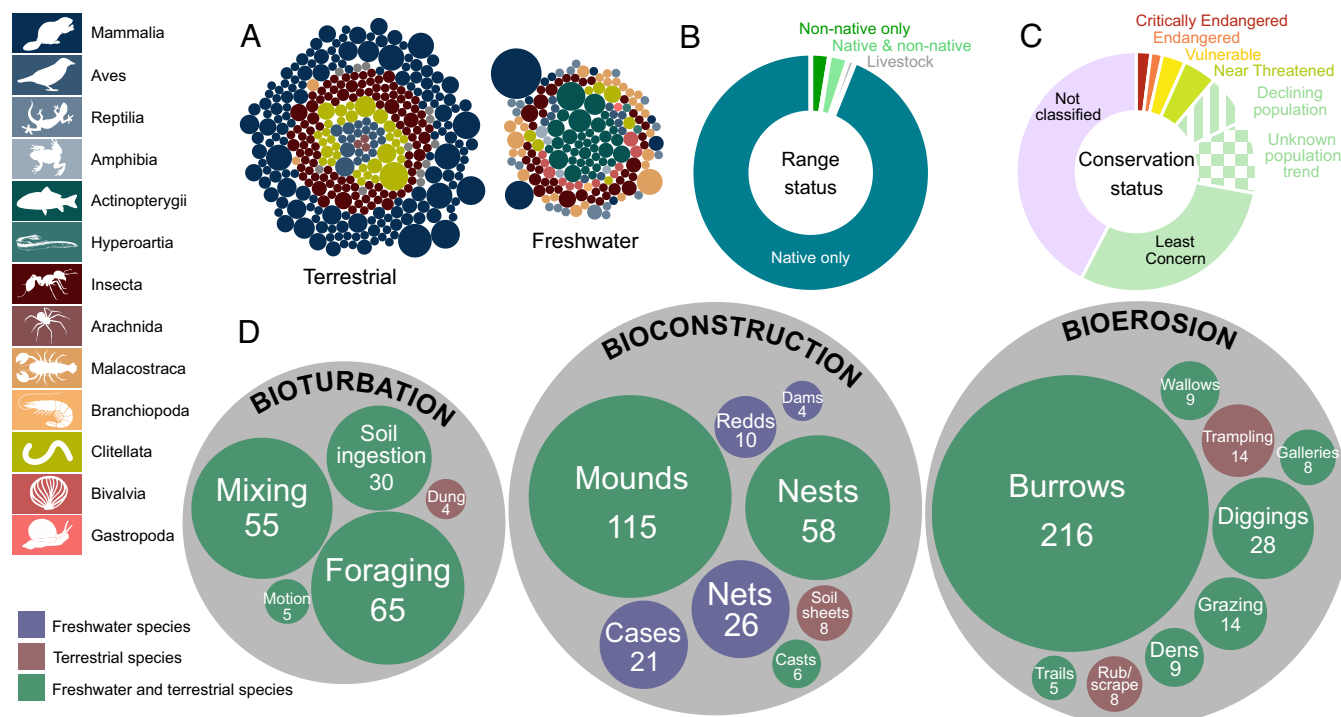 Mammalia
Aves
Reptilia
Amphibia
Actinopterygii
Hyperoartia
Insecta
Arachnida
Malacostraca
Branchiopoda
Clitellata
Bivalvia
Gastropoda
Freshwater species
Terrestrial species
Freshwater and terrestrial species
A
Terrestrial
Freshwater
B
Non-native only
Native & non-native
Livestock
Range
status
Native only
C
Critically Endangered
Endangered
Vulnerable
Near Threatened
Declining
population
Unknown
population
trend
Not
classified
Conservation
status
Least
Concern
D
BIOTURBATION
Soil
ingestion
30
Mixing
55
Dung
4
Foraging
65
Motion
5
BIOCONSTRUCTION
Dams
4
Redds
10
Mounds
115
Nests
58
Nets
26
Soil
sheets
8
Cases
21
Casts
6
BIOEROSION
Wallows
9
Trampling
14
Galleries
8
Burrows
216
Diggings
28
Grazing
14
Dens
9
Trails
5
Rub/
scrape
8